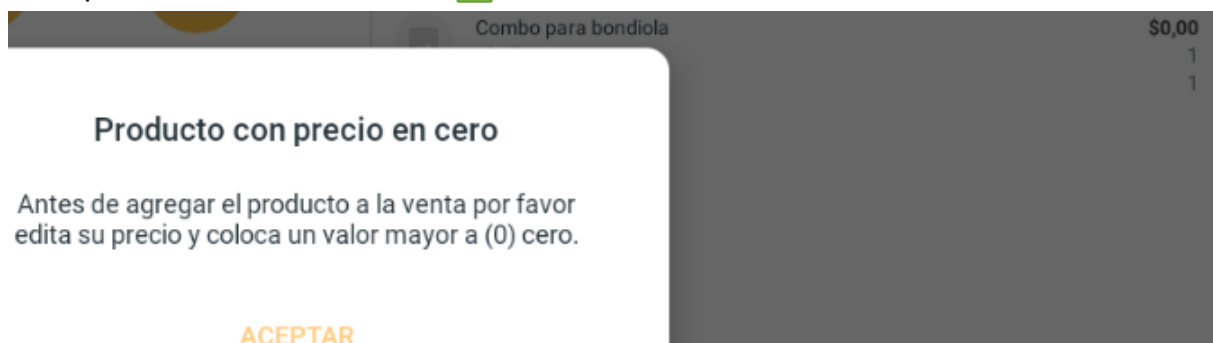 Combo para bondiola
$0,00
1
1
Producto con precio en cero
Antes de agregar el producto a la venta por favor
edita su precio y coloca un valor mayor a (0) cero.
ACEPTAR